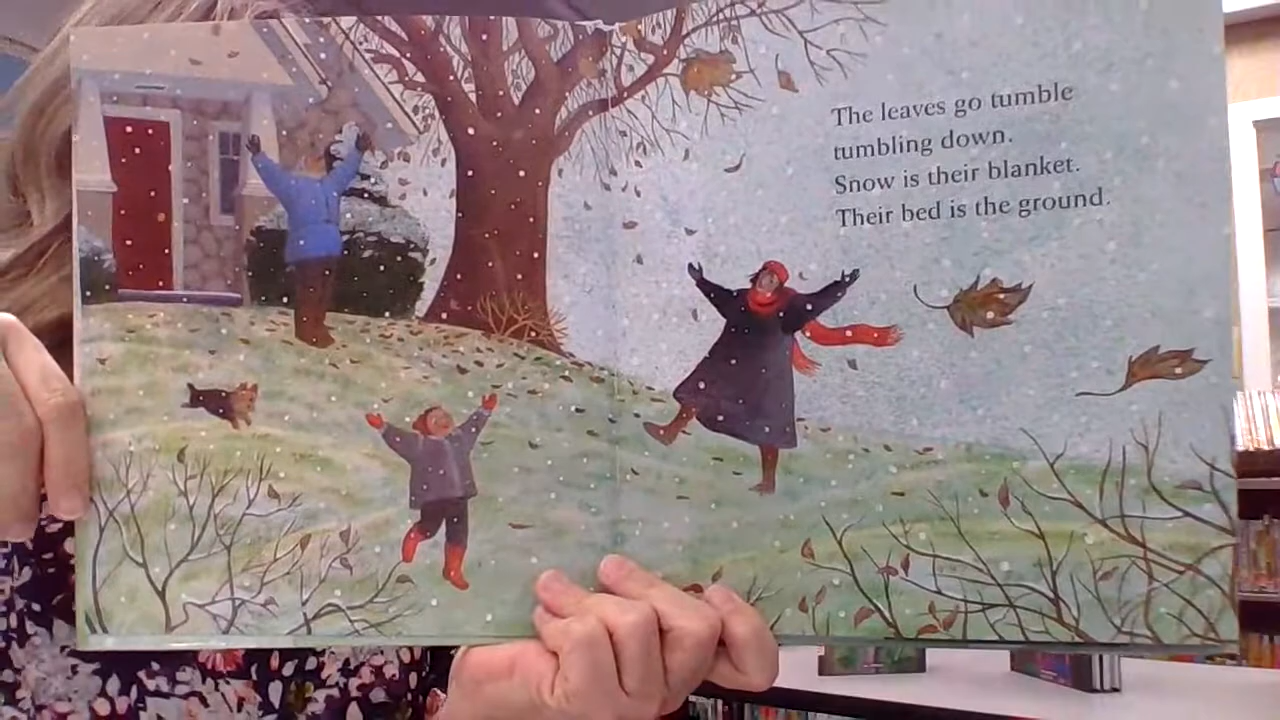 The leaves go tumble
tumbling down.
Snow is their blanket.
Their bed is the ground.